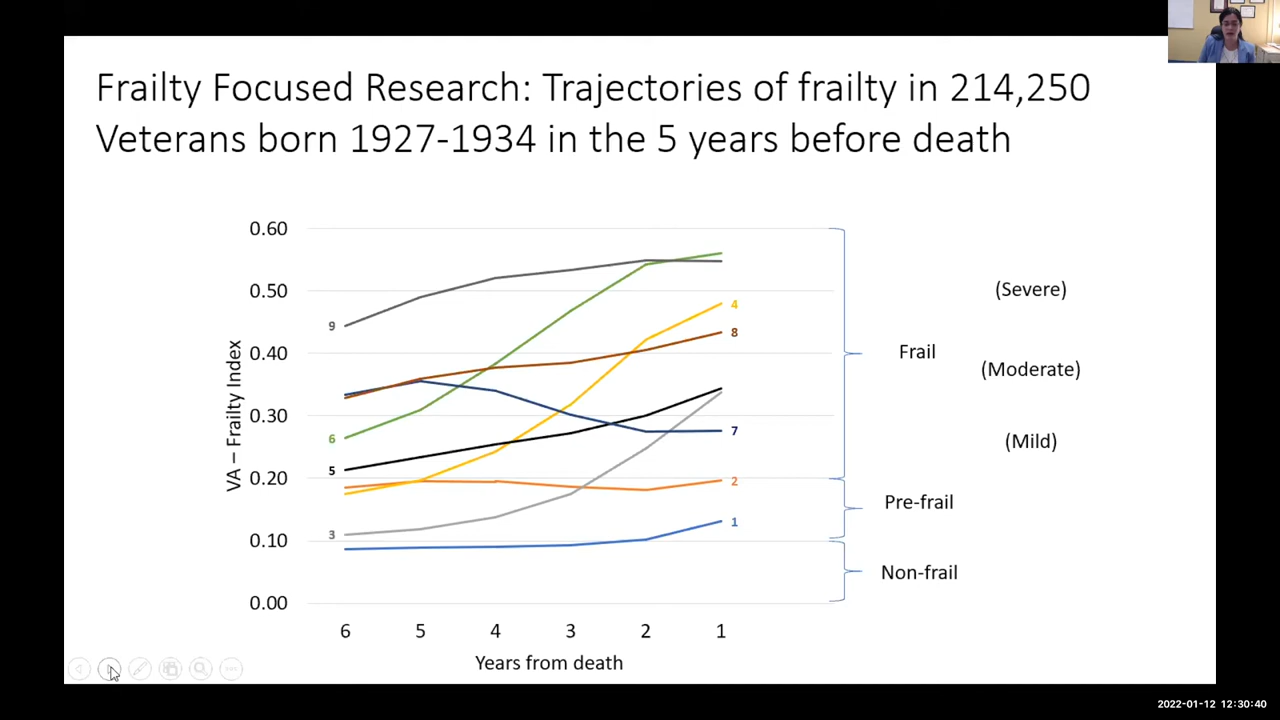 Frailty Focused Research: Trajectories of frailty in 214,250
Veterans born 1927-1934 in the 5 years before death
VA – Frailty Index
0.60
0.50
0.40
0.30
0.20
0.10
0.00
9
6
5
3
4
8
7
2
1
6 5 4 3 2 1
Years from death
Frail
(Severe)
(Moderate)
(Mild)
Pre-frail
Non-frail
2022-01-12 12:30:40